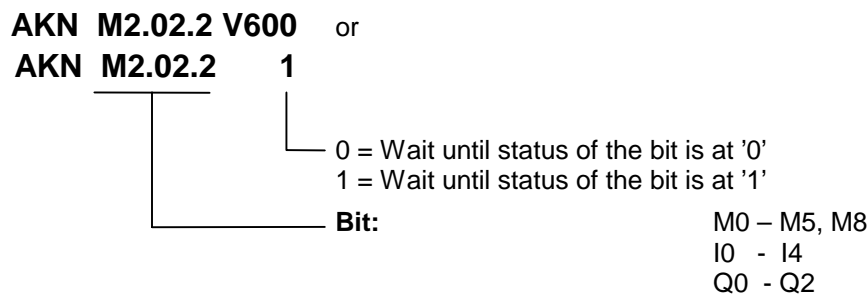 AKN M2.02.2 V600 or
AKN M2.02.2 1
0 = Wait until status of the bit is at '0'
1 = Wait until status of the bit is at '1'
Bit: M0 – M5, M8
I0 - I4
Q0 - Q2